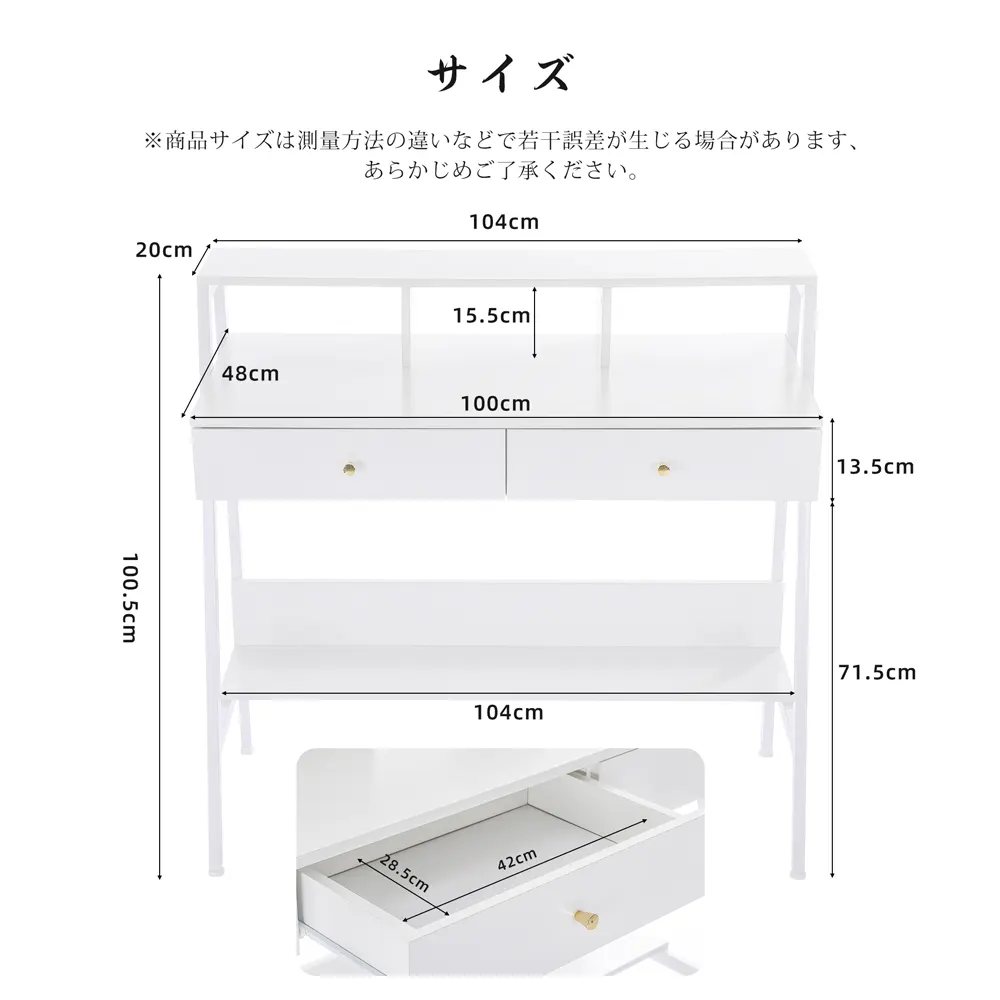 サイズ
※商品サイズは測量方法の違いなどで若干誤差が生じる場合があります、
あらかじめご了承ください。
104cm
20cm
15.5cm
48cm
100cm
13.5cm
100.5cm
71.5cm
104cm
28.5cm
42cm